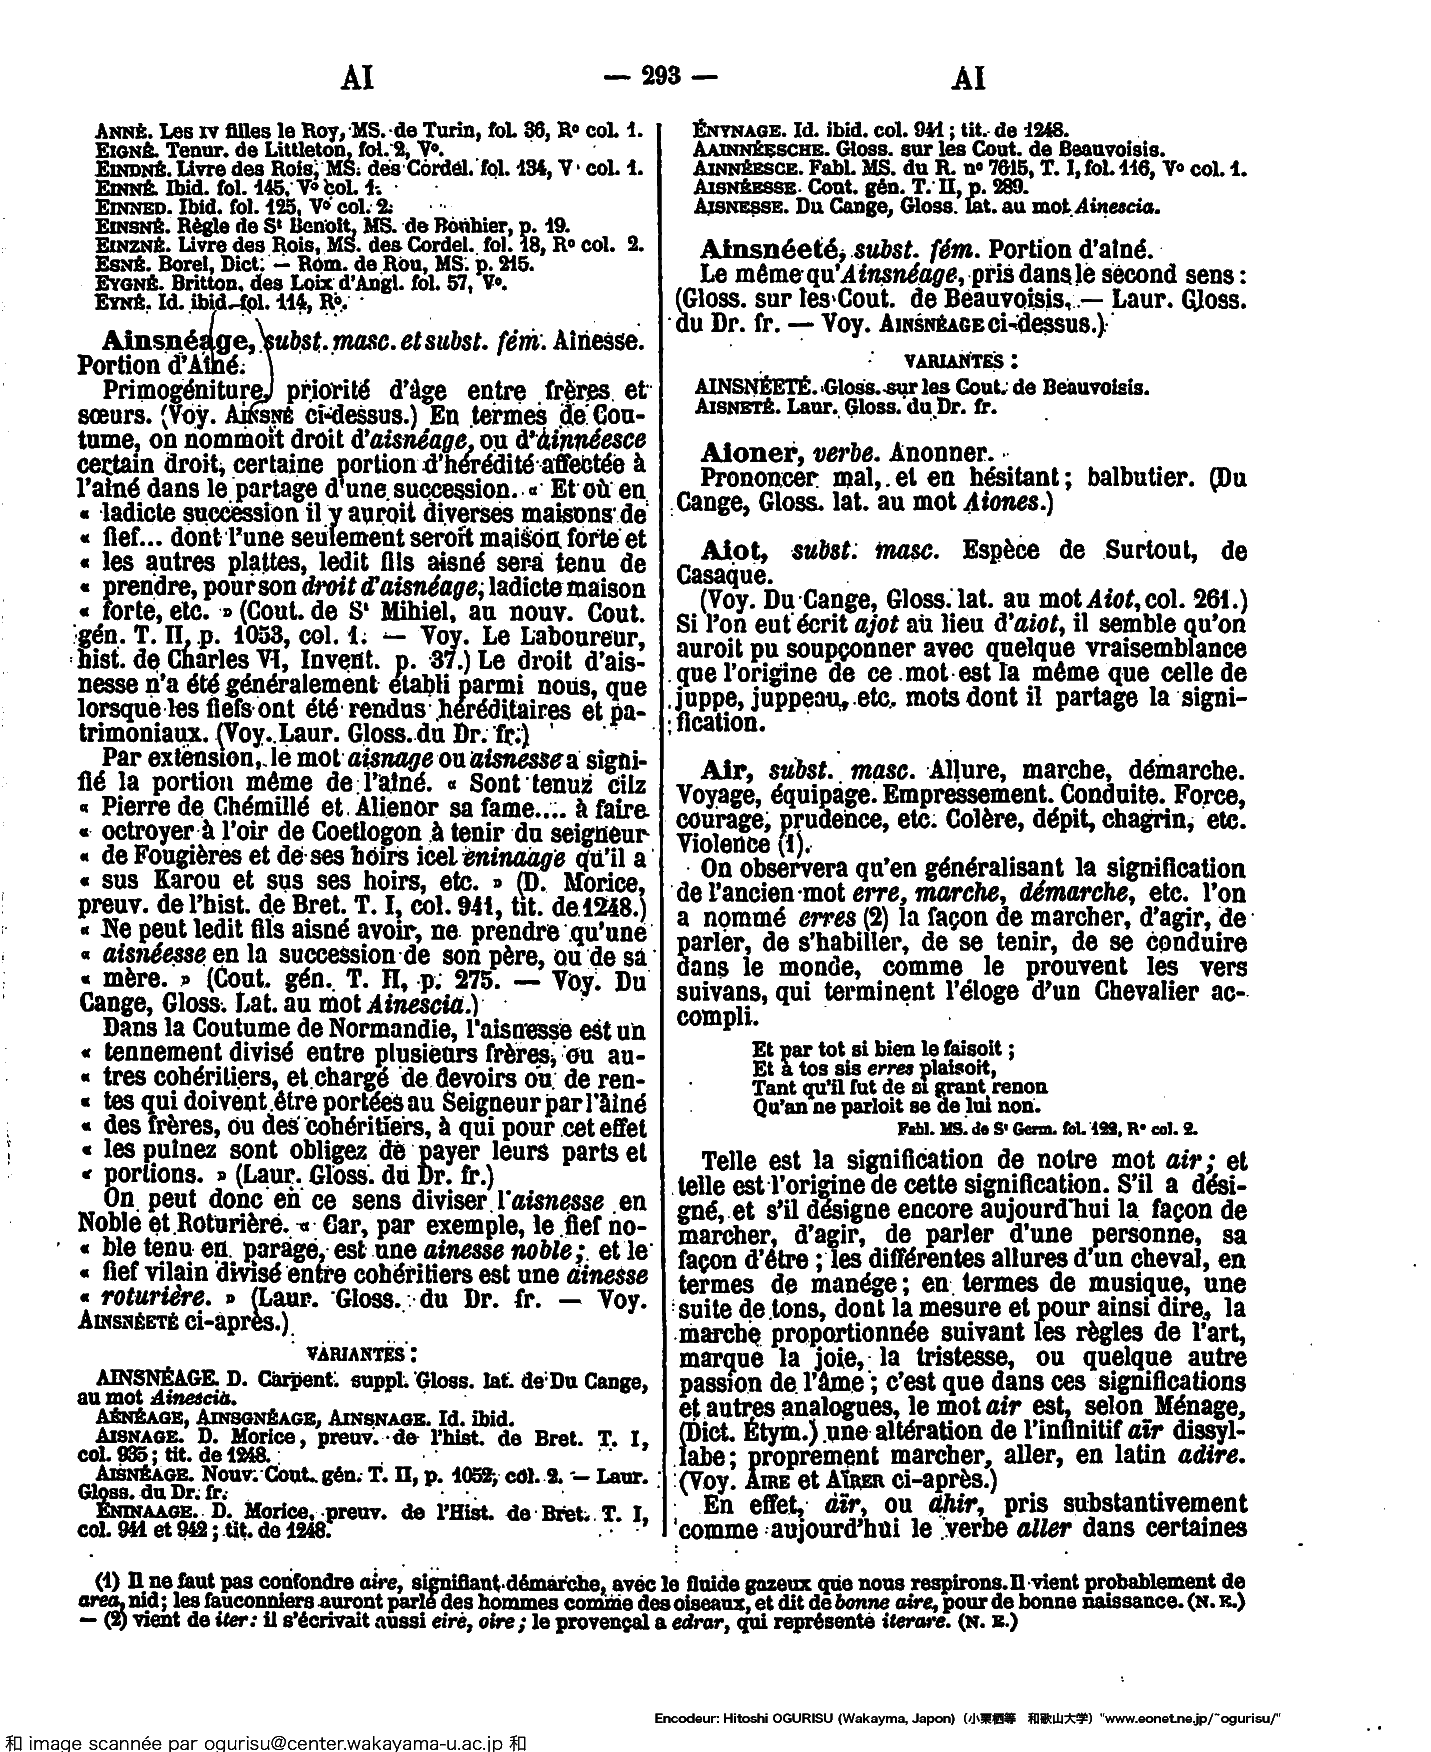 AI — 293 — AI
ANNÉ. Les IV filles le Roy, MS. de Turin, fol. 36, Rº col. 1.
EIGNÉ. Tenur. de Littleton, fol. 2, Vº.
EINDNÉ. Livre des Rois, MS. des Cordel. fol. 134, V col. 1.
EINNÉ. Ibid. fol. 145, Vº col. 1.
EINNED. Ibid. fol. 125, Vº col. 2.
EINSNÉ. Règle de St Benoît, MS. de Bonhier, p. 19.
EINZNÉ. Livre des Rois, MS. des Cordel. fol. 18, Rº col. 2.
ESNÉ. Borel, Dict. — Rom. de Rou, MS. p. 215.
EYGNÉ. Britton, des Loix d'Angl. fol. 57, Vº.
EYNÉ. Id. ibid. fol. 114, Rº.
Ainsnéage, subst. masc. et subst. fém. Ainesse.
Portion d'Aîné.
Primogéniture, priorité d'âge entre frères et
sœurs. (Voy. AINSNÉ ci-dessus.) En termes de Cou-
tume, on nommoit droit d'aisnéage, ou d'ainnéesce
certain droit, certaine portion d'hérédité affectée à
l'aîné dans le partage d'une succession. « Et où en
« ladicte succession il y auroit diverses maisons de
« fief... dont l'une seulement seroit maison forte et
« les autres plattes, ledit fils aisné sera tenu de
« prendre, pour son droit d'aisnéage, ladicte maison
« forte, etc. » (Cout. de St Mihiel, au nouv. Cout.
gén. T. II, p. 1053, col. 1. — Voy. Le Laboureur,
hist. de Charles VI, Invent. p. 37.) Le droit d'ais-
nesse n'a été généralement établi parmi nous, que
lorsque les fiefs ont été rendus héréditaires et pa-
trimoniaux. (Voy. Laur. Gloss. du Dr. fr.)
Par extension, le mot aisnage ou aisnesse a signi-
fié la portion même de l'aîné. « Sont tenuz cilz
« Pierre de Chémillé et Alienor sa fame.... à faire
« octroyer à l'oir de Coetlogon à tenir du seigneur
« de Fougières et de ses hoirs icel éninaage qu'il a
« sus Karou et sus ses hoirs, etc. » (D. Morice,
preuv. de l'hist. de Bret. T. I, col. 941, tit. de 1248.)
« Ne peut ledit fils aisné avoir, ne prendre qu'une
« aisnéesse en la succession de son père, ou de sa
« mère. » (Cout. gén. T. II, p. 275. — Voy. Du
Cange, Gloss. Lat. au mot Ainescia.)
Dans la Coutume de Normandie, l'aisnesse est un
« tennement divisé entre plusieurs frères, ou au-
« tres cohéritiers, et chargé de devoirs ou de ren-
« tes qui doivent être portées au Seigneur par l'aîné
« des frères, ou des cohéritiers, à qui pour cet effet
« les puînez sont obligez de payer leurs parts et
« portions. » (Laur. Gloss. du Dr. fr.)
On peut donc en ce sens diviser l'aisnesse en
Noble et Roturière. « Car, par exemple, le fief no-
« ble tenu en parage, est une ainesse noble; et le
« fief vilain divisé entre cohéritiers est une ainesse
« roturière. » (Laur. Gloss. du Dr. fr. — Voy.
AINSNÉETÉ ci-après.)
VARIANTES :
AINSNÉAGE. D. Carpent. suppl. Gloss. lat. de Du Cange,
au mot Ainescia.
AÉNÉAGE, AINSGNÉAGE, AINSNAGE. Id. ibid.
AISNAGE. D. Morice, preuv. de l'hist. de Bret. T. I,
col. 935; tit. de 1248.
AISNÉAGE. Nouv. Cout. gén. T. II, p. 1052, col. 2. — Laur.
Gloss. du Dr. fr.
ÉNINAAGE. D. Morice, preuv. de l'Hist. de Bret. T. I,
col. 941 et 942; tit. de 1248.
ÉNYNAGE. Id. ibid. col. 941; tit. de 1248.
AAINNÉESCHE. Gloss. sur les Cout. de Beauvoisis.
AINNÉESCE. Fabl. MS. du R. nº 7615, T. I, fol. 116, Vº col. 1.
AISNÉESSE. Cout. gén. T. II, p. 289.
AISNESSE. Du Cange, Gloss. lat. au mot Ainescia.
Ainsnéeté, subst. fém. Portion d'aîné.
Le même qu'Ainsnéage, pris dans le second sens :
(Gloss. sur les Cout. de Beauvoisis. — Laur. Gloss.
du Dr. fr. — Voy. AINSNÉAGE ci-dessus.)
VARIANTES :
AINSNÉETÉ. Gloss. sur les Cout. de Beauvoisis.
AISNETÉ. Laur. Gloss. du Dr. fr.
Aioner, verbe. Anonner.
Prononcer mal, et en hésitant; balbutier. (Du
Cange, Gloss. lat. au mot Aiones.)
Aiot, subst. masc. Espèce de Surtout, de
Casaque.
(Voy. Du Cange, Gloss. lat. au mot Aiot, col. 261.)
Si l'on eut écrit ajot au lieu d'aiot, il semble qu'on
auroit pu soupçonner avec quelque vraisemblance
que l'origine de ce mot est la même que celle de
juppe, juppeau, etc. mots dont il partage la signi-
fication.
Air, subst. masc. Allure, marche, démarche.
Voyage, équipage. Empressement. Conduite. Force,
courage, prudence, etc. Colère, dépit, chagrin, etc.
Violence (1).
On observera qu'en généralisant la signification
de l'ancien mot erre, marche, démarche, etc. l'on
a nommé erres (2) la façon de marcher, d'agir, de
parler, de s'habiller, de se tenir, de se conduire
dans le monde, comme le prouvent les vers
suivans, qui terminent l'éloge d'un Chevalier ac-
compli.
Et par tot si bien le faisoit;
Et à tos sis erres plaisoit,
Tant qu'il fut de si grant renon
Qu'an ne parloit se de lui non.
Fabl. MS. de St Germ. fol. 122, Rº col. 2.
Telle est la signification de notre mot air; et
telle est l'origine de cette signification. S'il a dési-
gné, et s'il désigne encore aujourd'hui la façon de
marcher, d'agir, de parler d'une personne, sa
façon d'être; les différentes allures d'un cheval, en
termes de manége; en termes de musique, une
suite de tons, dont la mesure et pour ainsi dire, la
marche proportionnée suivant les règles de l'art,
marque la joie, la tristesse, ou quelque autre
passion de l'âme; c'est que dans ces significations
et autres analogues, le mot air est, selon Ménage,
(Dict. Étym.) une altération de l'infinitif aïr dissyl-
labe; proprement marcher, aller, en latin adire.
(Voy. AIRE et AÏRER ci-après.)
En effet, aïr, ou ahir, pris substantivement
comme aujourd'hui le verbe aller dans certaines
(1) Il ne faut pas confondre aire, signifiant démarche, avec le fluide gazeux que nous respirons. Il vient probablement de
area, nid; les fauconniers auront parlé des hommes comme des oiseaux, et dit de bonne aire, pour de bonne naissance. (N. E.)
— (2) vient de iter: il s'écrivait aussi eire, oire; le provençal a edrar, qui représente iterare. (N. E.)
Encodeur: Hitoshi OGURISU (Wakayma, Japon) (小栗栖等 和歌山大学) "www.eonet.ne.jp/~ogurisu/"
和 image scannée par ogurisu@center.wakayama-u.ac.jp 和